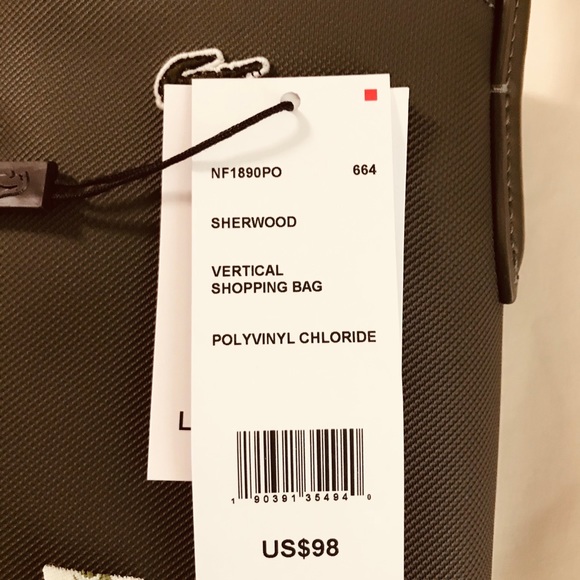 NF1890PO 664
SHERWOOD
VERTICAL
SHOPPING BAG
POLYVINYL CHLORIDE
L
1 90391 35494 0
US$98